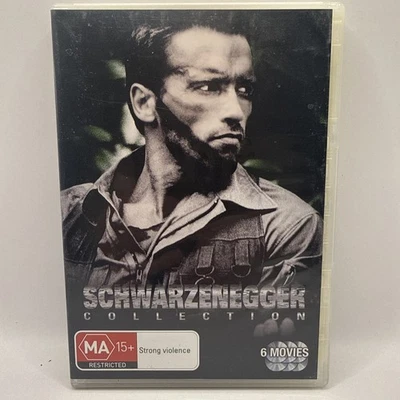 SCHWARZENEGGER
COLLECTION
MA 15+ Strong violence
RESTRICTED
6 MOVIES